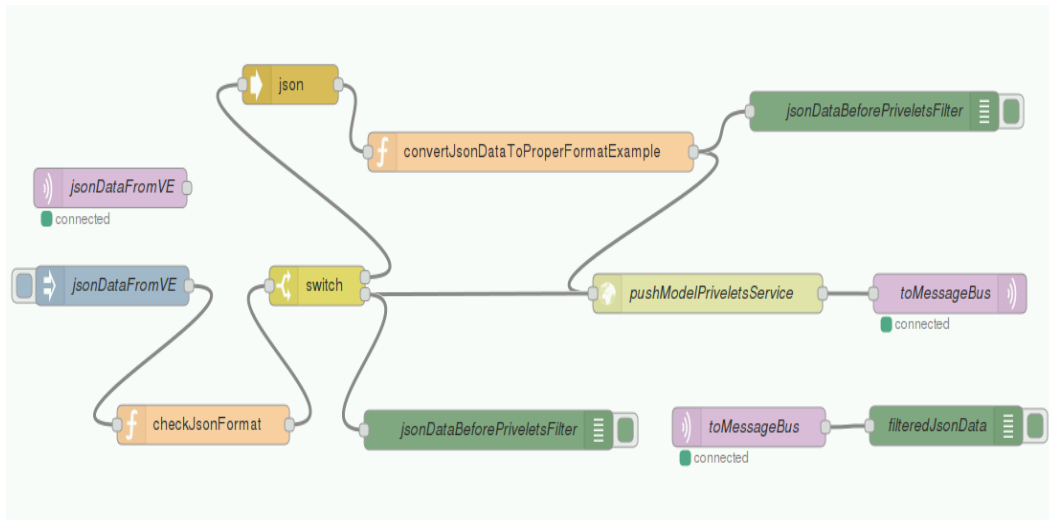 json
jsonDataBeforePriveletsFilter
convertJsonDataToProperFormatExample
jsonDataFromVE
connected
jsonDataFromVE
switch
pushModelPriveletsService
toMessageBus
connected
checkJsonFormat
jsonDataBeforePriveletsFilter
toMessageBus
filteredJsonData
connected